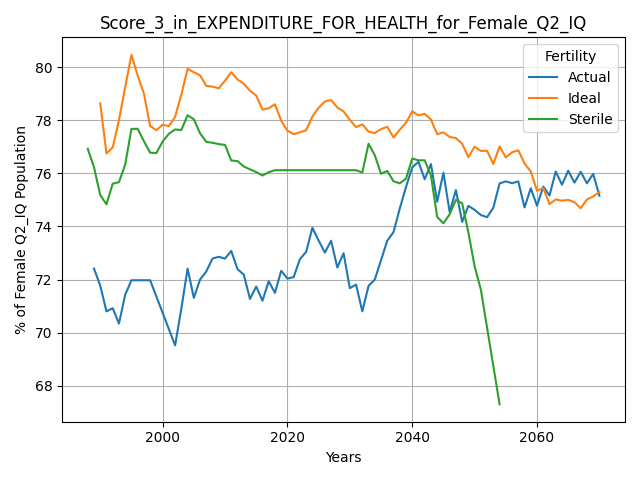 Score_3_in_EXPENDITURE_FOR_HEALTH_for_Female_Q2_IQ
Fertility
Actual
Ideal
Sterile
% of Female Q2_IQ Population
80
78
76
74
72
70
68
2000
2020
2040
2060
Years